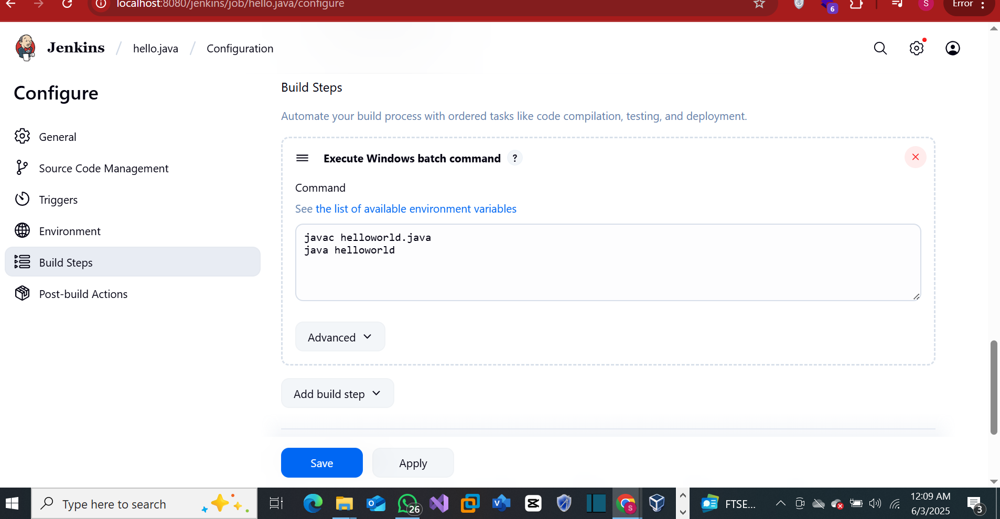 localhost:8080/jenkins/job/hello.java/configure
6
S
Error
Jenkins / hello.java / Configuration
Configure
General
Source Code Management
Triggers
Environment
Build Steps
Post-build Actions
Build Steps
Automate your build process with ordered tasks like code compilation, testing, and deployment.
Execute Windows batch command ?
Command
See the list of available environment variables
javac helloworld.java
java helloworld
Advanced
Add build step
Save
Apply
Type here to search
26
S
FTSE...
12:09 AM
6/3/2025
3